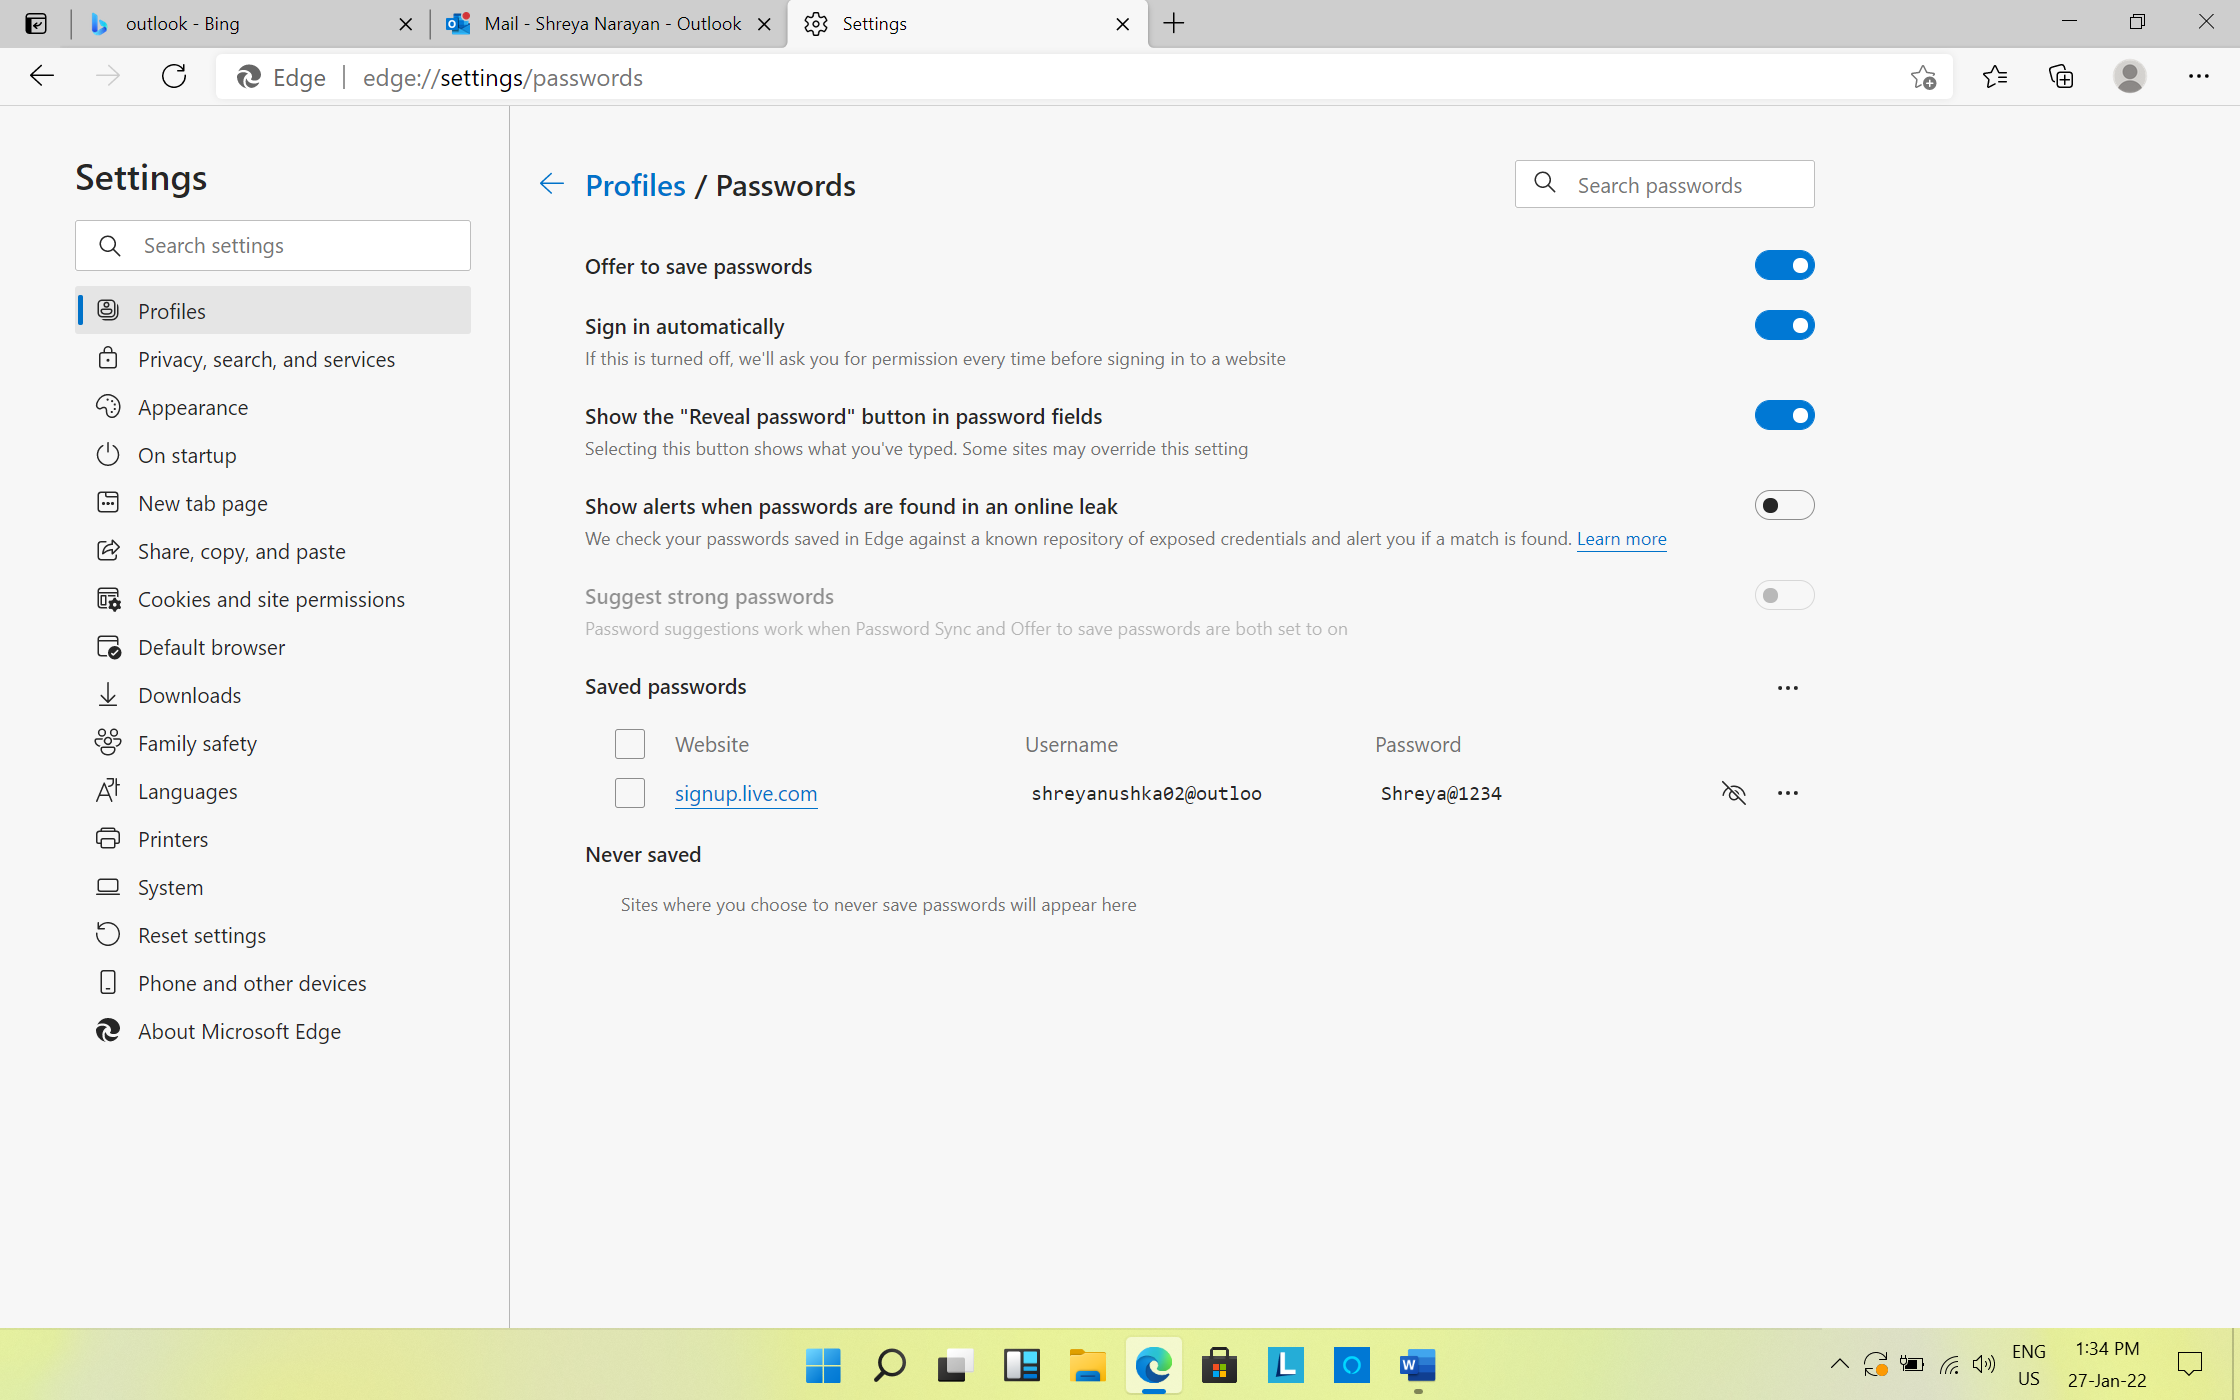 outlook - Bing
Mail - Shreya Narayan - Outlook
Settings
Edge
edge://settings/passwords
Settings
Search settings
Profiles
Privacy, search, and services
Appearance
On startup
New tab page
Share, copy, and paste
Cookies and site permissions
Default browser
Downloads
Family safety
Languages
Printers
System
Reset settings
Phone and other devices
About Microsoft Edge
Profiles / Passwords
Search passwords
Offer to save passwords
Sign in automatically
If this is turned off, we'll ask you for permission every time before signing in to a website
Show the "Reveal password" button in password fields
Selecting this button shows what you've typed. Some sites may override this setting
Show alerts when passwords are found in an online leak
We check your passwords saved in Edge against a known repository of exposed credentials and alert you if a match is found. Learn more
Suggest strong passwords
Password suggestions work when Password Sync and Offer to save passwords are both set to on
Saved passwords
Website Username Password
signup.live.com shreyanushka02@outloo Shreya@1234
Never saved
Sites where you choose to never save passwords will appear here
ENG
US
1:34 PM
27-Jan-22